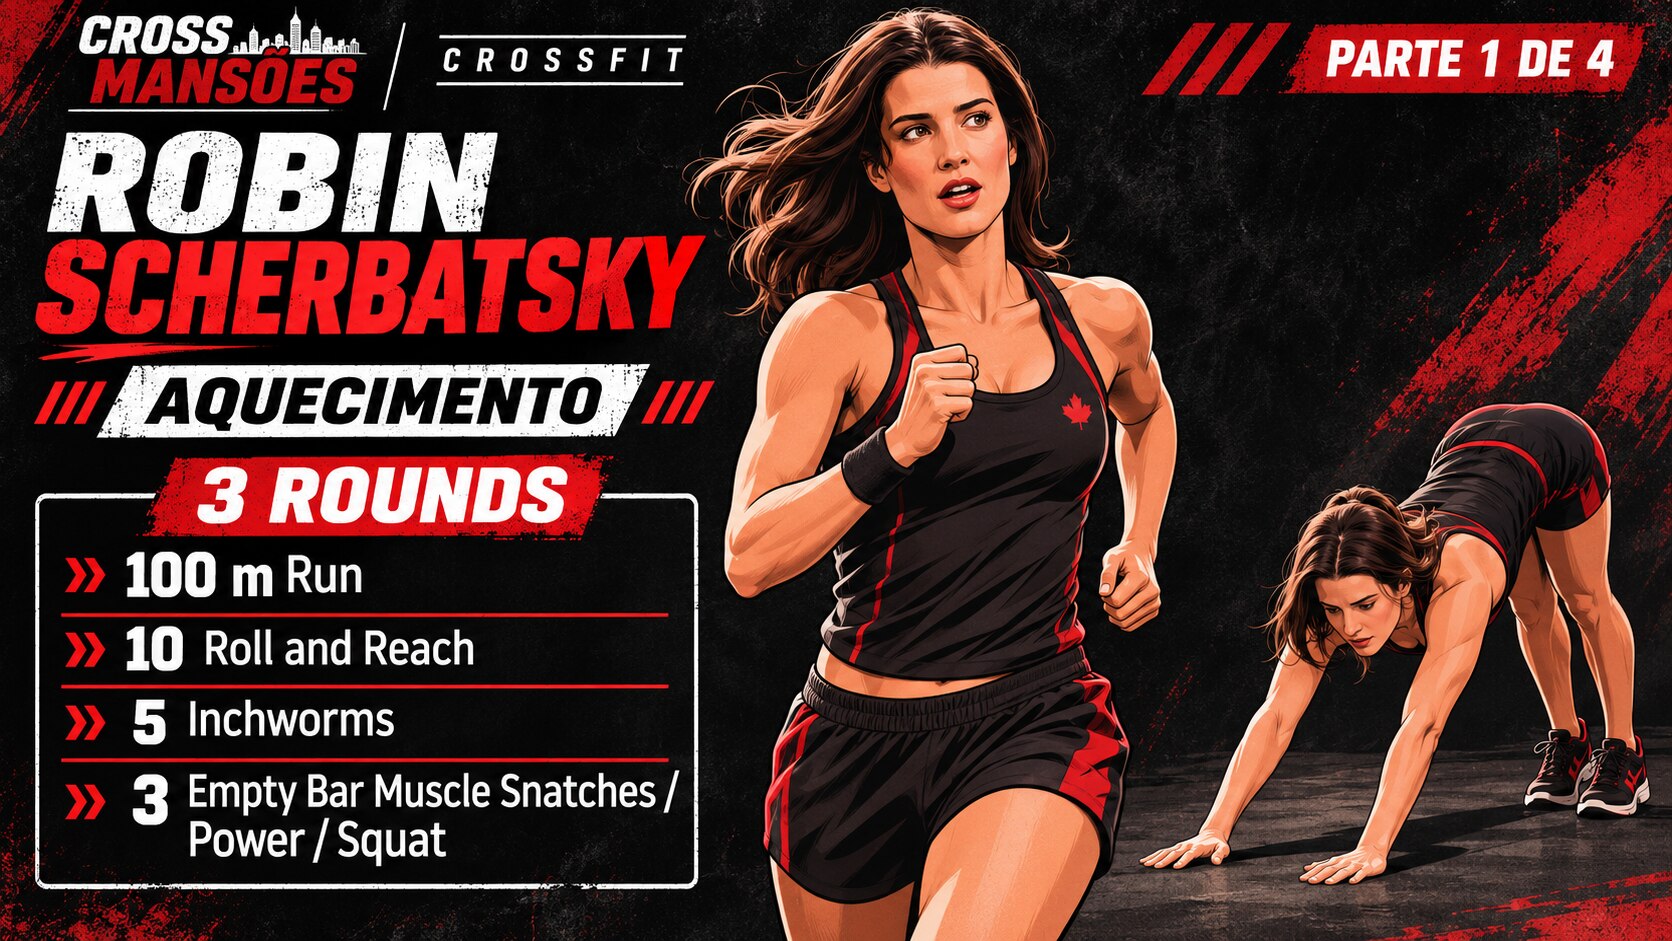 CROSS
MANSÕES
CROSSFIT
PARTE 1 DE 4
ROBIN
SCHERBATSKY
AQUECIMENTO
3 ROUNDS
100 m Run
10 Roll and Reach
5 Inchworms
3 Empty Bar Muscle Snatches /
Power / Squat